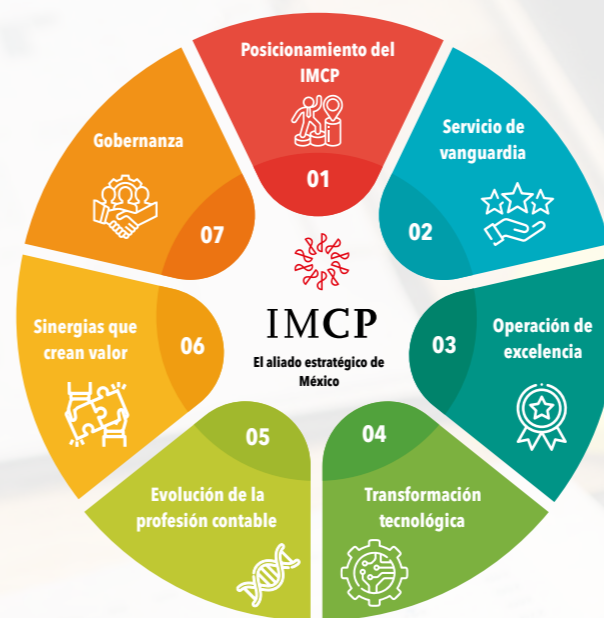 Posicionamiento del
IMCP
01
Servicio de
vanguardia
02
Operación de
excelencia
03
Transformación
tecnológica
04
Evolución de la
profesión contable
05
Sinergias que
crean valor
06
Gobernanza
07
IMCP
El aliado estratégico de
México